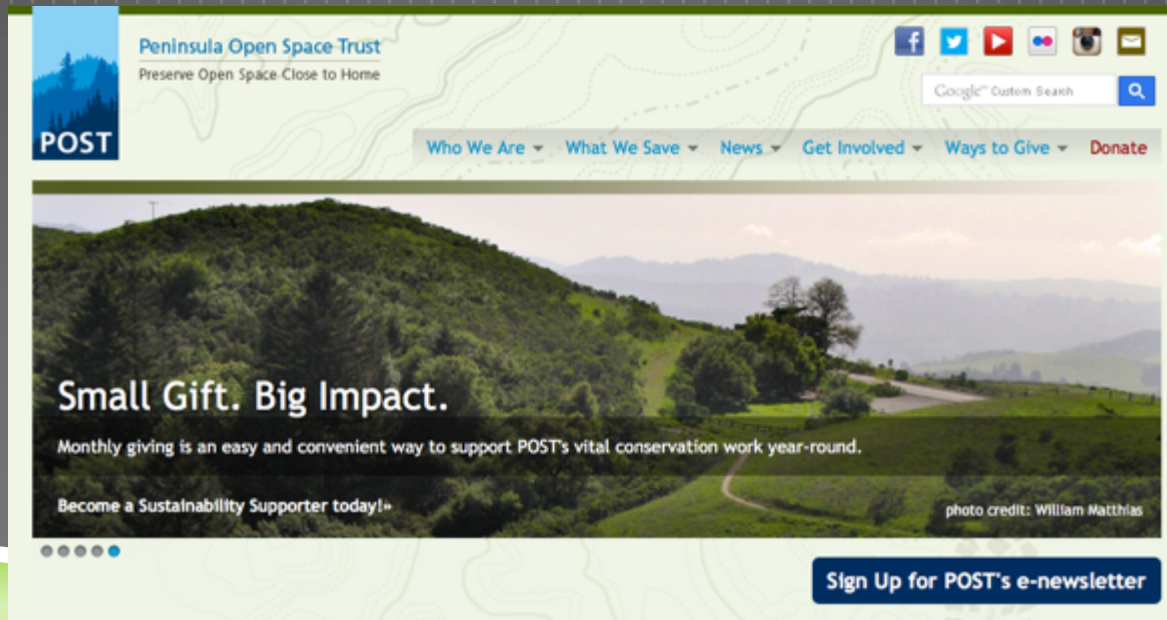 Peninsula Open Space Trust
Preserve Open Space Close to Home
POST
Google™ Custom Search
Who We Are What We Save News Get Involved Ways to Give Donate
Small Gift. Big Impact.
Monthly giving is an easy and convenient way to support POST's vital conservation work year-round.
Become a Sustainability Supporter today!»
photo credit: William Matthias
Sign Up for POST's e-newsletter